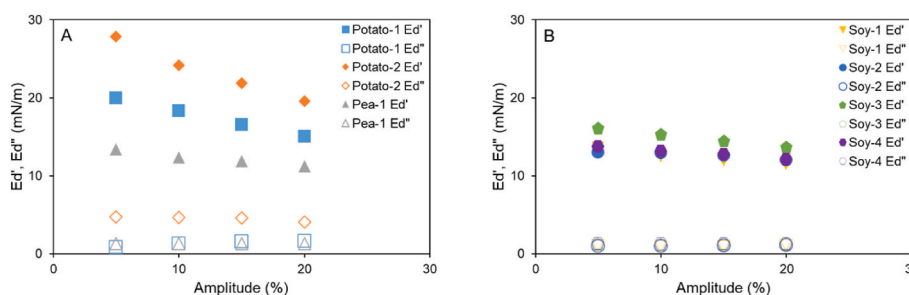 A
Ed', Ed'' (mN/m)
30
20
10
0
0
10
20
30
Amplitude (%)
Potato-1 Ed'
Potato-1 Ed"
Potato-2 Ed'
Potato-2 Ed"
Pea-1 Ed'
Pea-1 Ed"
B
30
20
10
0
0
10
20
Amplitude (%)
Soy-1 Ed'
Soy-1 Ed"
Soy-2 Ed'
Soy-2 Ed"
Soy-3 Ed'
Soy-3 Ed"
Soy-4 Ed'
Soy-4 Ed"